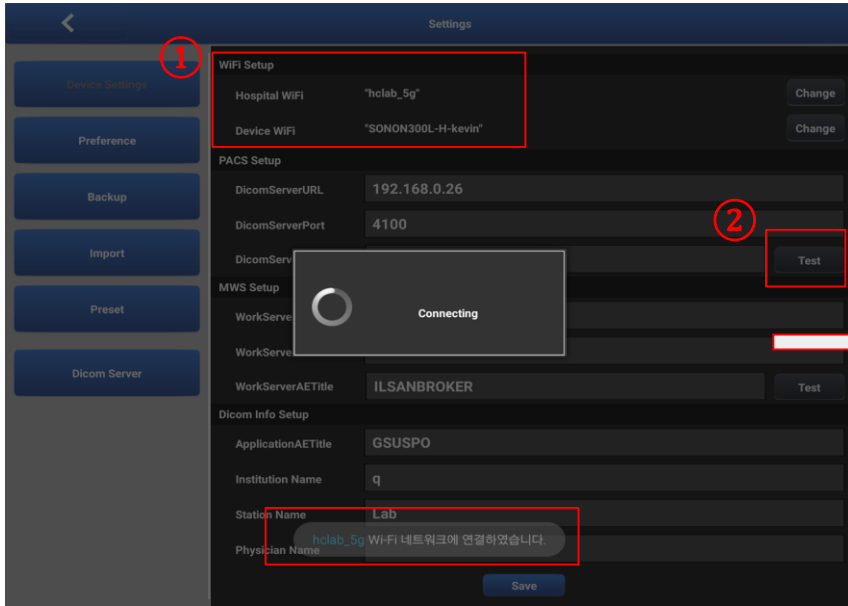 Settings
①
WiFi Setup
Device Settings
Hospital WiFi "hclab_5g" Change
Device WiFi "SONON300L-H-kevin" Change
Preference
PACS Setup
DicomServerURL 192.168.0.26
Backup
DicomServerPort 4100
②
Import
Test
MWS Setup
Connecting
Preset
Dicom Server
WorkServerAETitle ILSANBROKER Test
Dicom Info Setup
ApplicationAETitle GSUSPO
Institution Name q
Station Name Lab
hclab_5g Wi-Fi 네트워크에 연결하였습니다.
Physician Name
Save